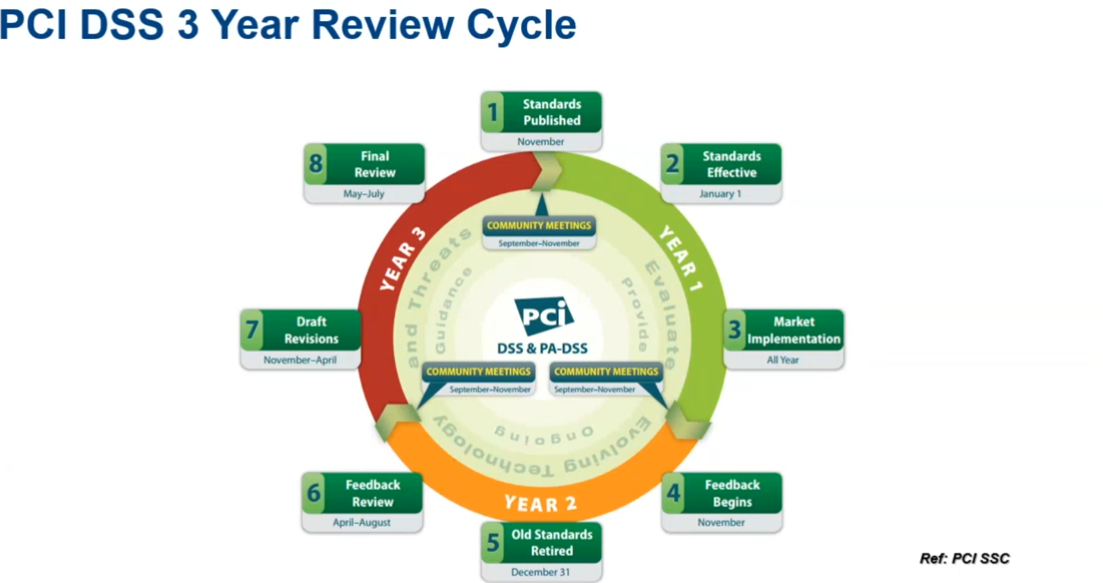 PCI DSS 3 Year Review Cycle
1
Standards
Published
November
2
Standards
Effective
January 1
3
Market
Implementation
All Year
4
Feedback
Begins
November
5
Old Standards
Retired
December 31
6
Feedback
Review
April–August
7
Draft
Revisions
November–April
8
Final
Review
May–July
YEAR 1
YEAR 2
YEAR 3
COMMUNITY MEETINGS
September–November
COMMUNITY MEETINGS
September–November
COMMUNITY MEETINGS
September–November
Evaluate
Evolving Technology
and Threats
Provide
Ongoing
Guidance
PCI
DSS & PA-DSS
Ref: PCI SSC